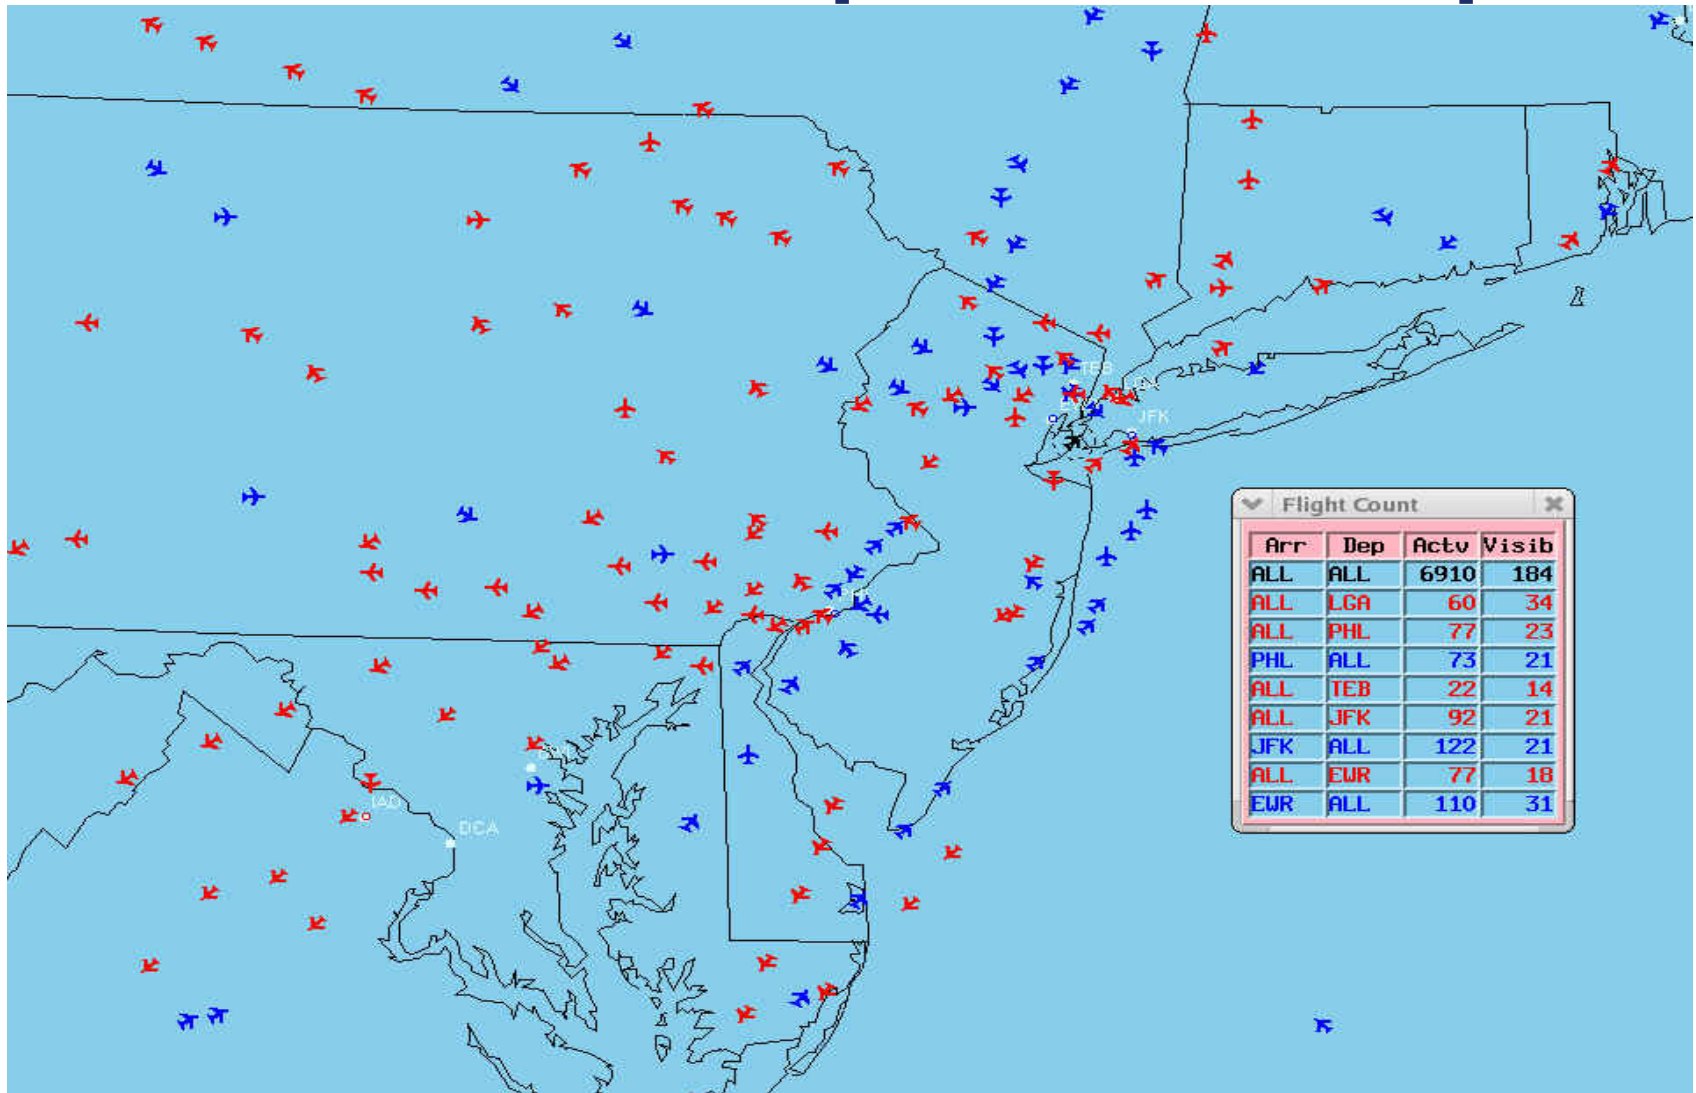 TEB
LGA
JFK
Flight Count
Arr Dep Actv Visib
ALL ALL 6910 184
ALL LGA 60 34
ALL PHL 77 23
PHL ALL 73 21
ALL TEB 22 14
ALL JFK 92 21
JFK ALL 122 21
ALL EWR 77 18
EWR ALL 110 31
IAD
DCA